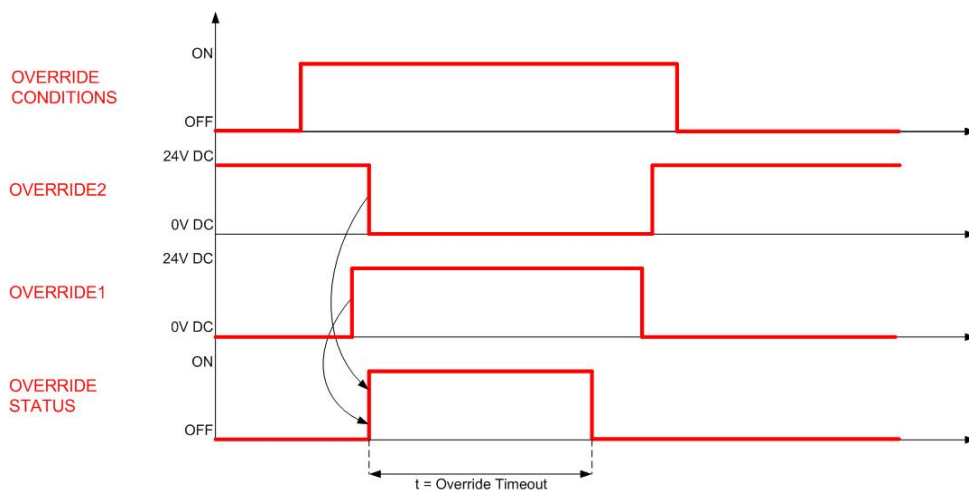 ON
OVERRIDE
CONDITIONS
OFF
24V DC
OVERRIDE2
0V DC
24V DC
OVERRIDE1
0V DC
ON
OVERRIDE
STATUS
OFF
t = Override Timeout